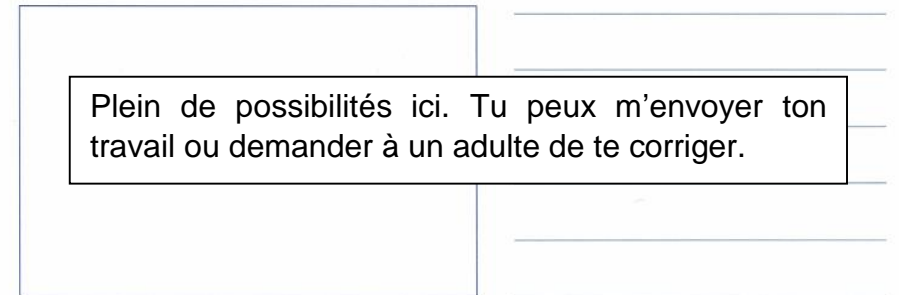 Plein de possibilités ici. Tu peux m’envoyer ton
travail ou demander à un adulte de te corriger.